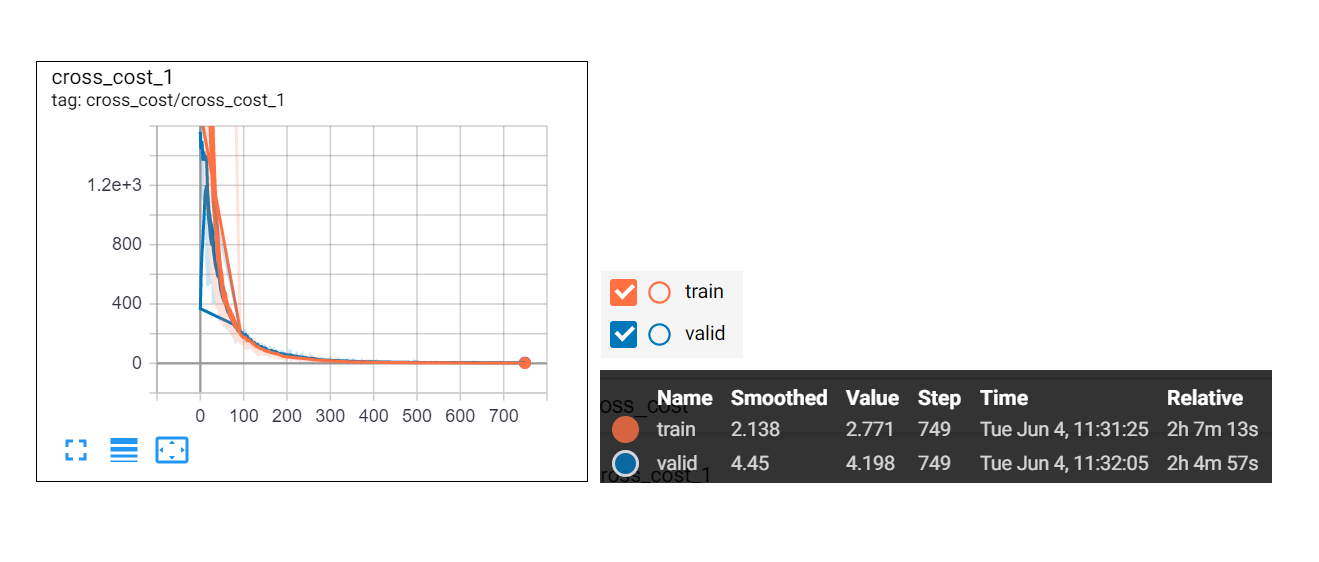 cross_cost_1
tag: cross_cost/cross_cost_1
1.2e+3
800
400
0
0 100 200 300 400 500 600 700
train
valid
oss_cost
Name Smoothed Value Step Time Relative
train 2.138 2.771 749 Tue Jun 4, 11:31:25 2h 7m 13s
valid 4.45 4.198 749 Tue Jun 4, 11:32:05 2h 4m 57s
ross_cost_1